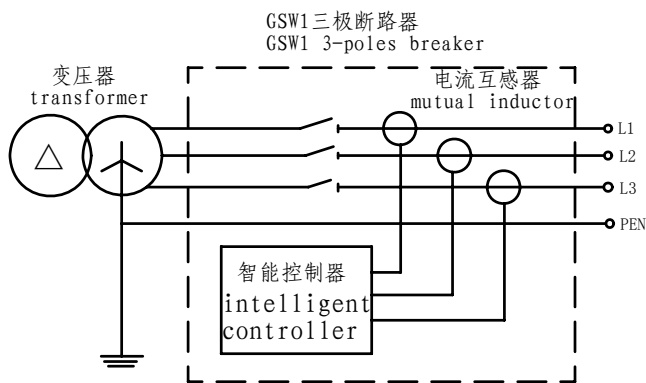 GSW1三极断路器
GSW1 3-poles breaker
变压器
transformer
电流互感器
mutual inductor
L1
L2
L3
PEN
智能控制器
intelligent
controller